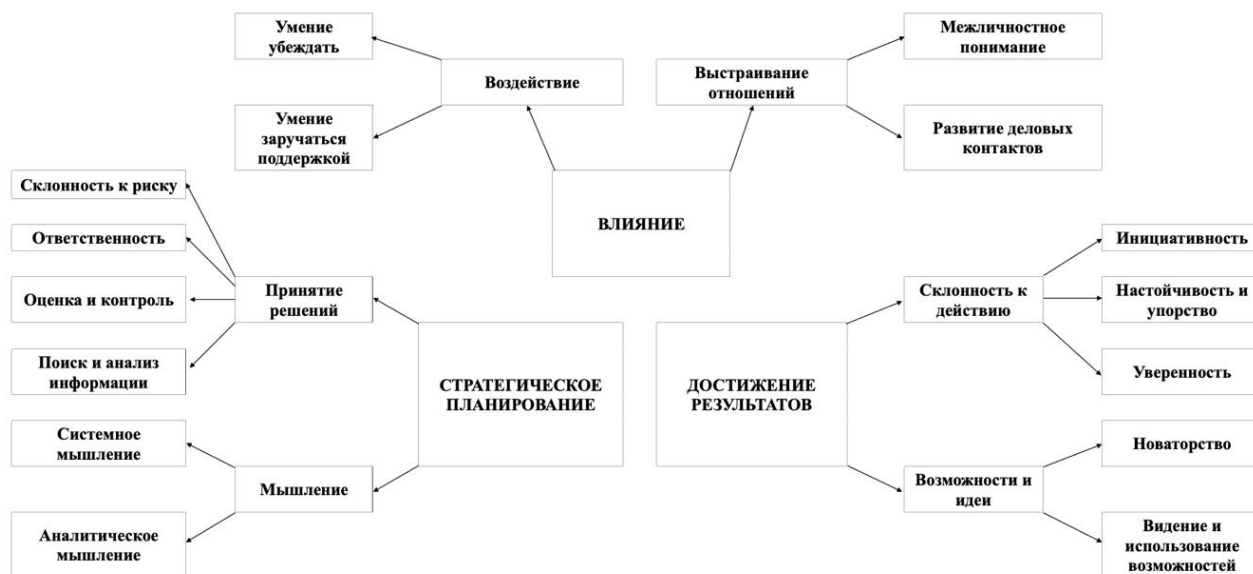 Умение
убеждать
Воздействие
Умение
заручаться
поддержкой
Межличностное
понимание
Выстраивание
отношений
Развитие деловых
контактов
ВЛИЯНИЕ
Склонность к риску
Ответственность
Оценка и контроль
Поиск и анализ
информации
Принятие
решений
Системное
мышление
Мышление
Аналитическое
мышление
СТРАТЕГИЧЕСКОЕ
ПЛАНИРОВАНИЕ
ДОСТИЖЕНИЕ
РЕЗУЛЬТАТОВ
Склонность к
действию
Инициативность
Настойчивость и
упорство
Уверенность
Возможности и
идеи
Новаторство
Видение и
использование
возможностей